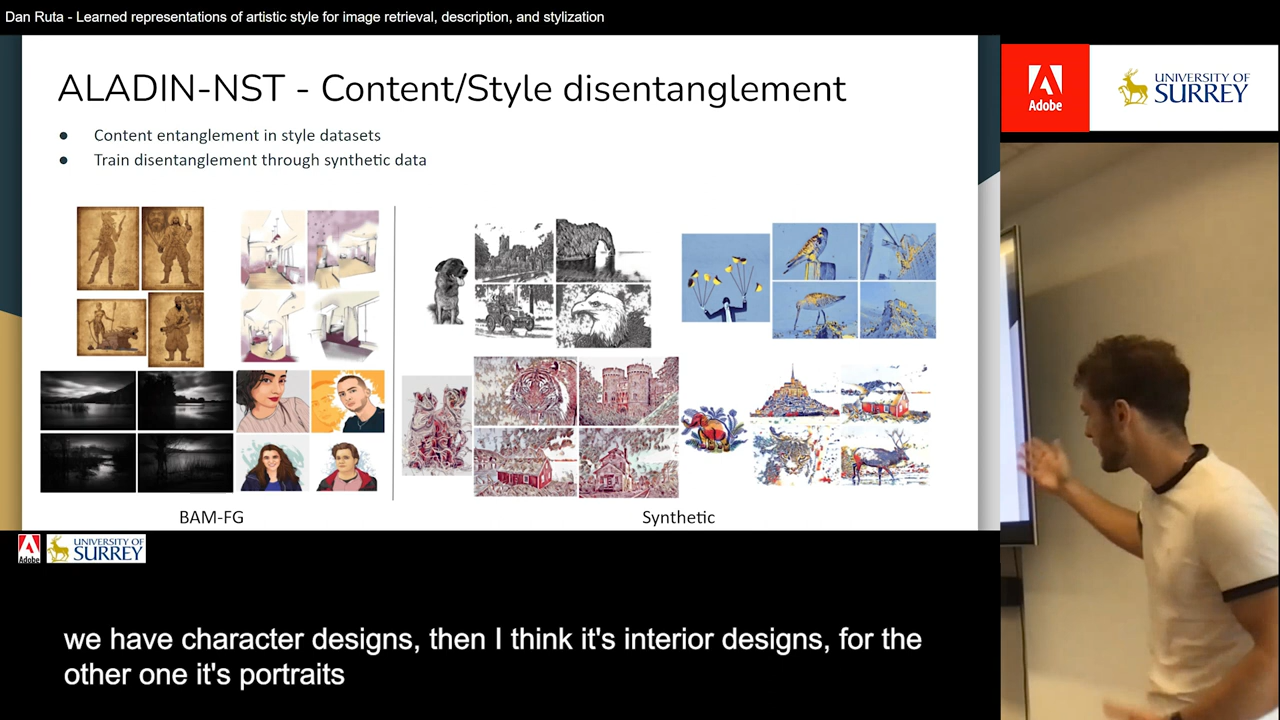 Dan Ruta - Learned representations of artistic style for image retrieval, description, and stylization
ALADIN-NST - Content/Style disentanglement
● Content entanglement in style datasets
● Train disentanglement through synthetic data
BAM-FG
Synthetic
Adobe
UNIVERSITY OF
SURREY
Adobe
UNIVERSITY OF
SURREY
we have character designs, then I think it's interior designs, for the
other one it's portraits